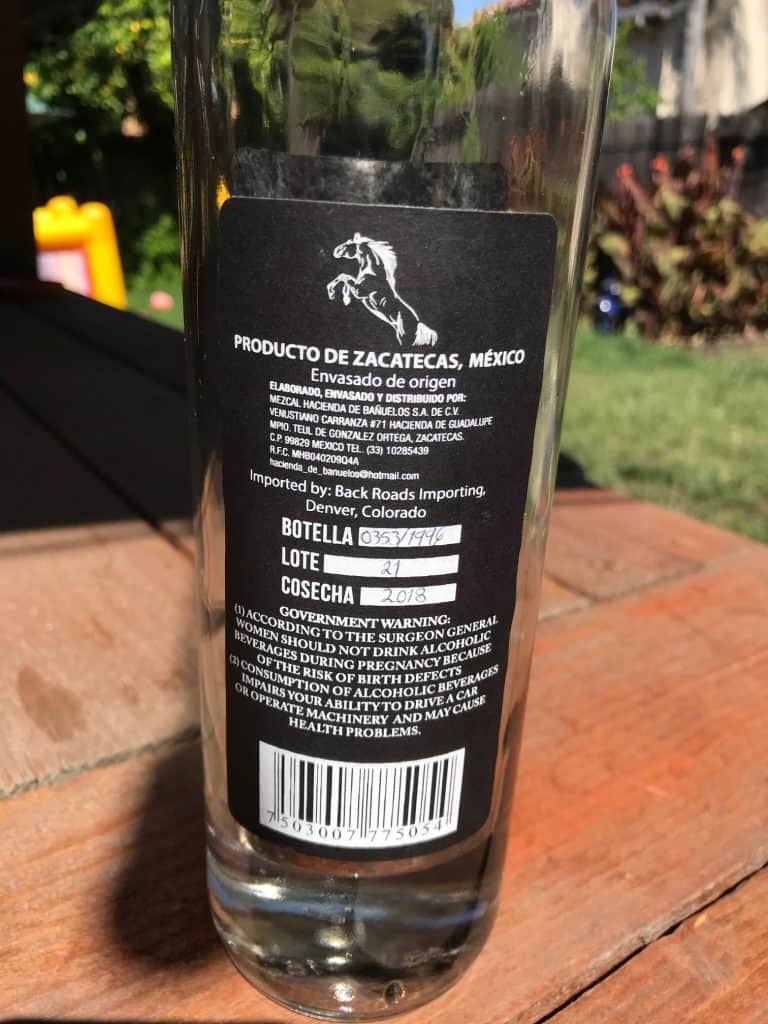 PRODUCTO DE ZACATECAS, MÉXICO
Envasado de origen
ELABORADO, ENVASADO Y DISTRIBUIDO POR:
MEZCAL HACIENDA DE BAÑUELOS S.A. DE C.V.
VENUSTIANO CARRANZA #71 HACIENDA DE GUADALUPE
MPIO. TEUL DE GONZALEZ ORTEGA, ZACATECAS.
C.P. 99829 MEXICO TEL. (33) 10285439
R.F.C. MHB040209Q4A
hacienda_de_banuelos@hotmail.com
Imported by: Back Roads Importing,
Denver, Colorado
BOTELLA 0353/1996
LOTE 21
COSECHA 2018
GOVERNMENT WARNING:
(1) ACCORDING TO THE SURGEON GENERAL
WOMEN SHOULD NOT DRINK ALCOHOLIC
BEVERAGES DURING PREGNANCY BECAUSE
OF THE RISK OF BIRTH DEFECTS
(2) CONSUMPTION OF ALCOHOLIC BEVERAGES
IMPAIRS YOUR ABILITY TO DRIVE A CAR
OR OPERATE MACHINERY AND MAY CAUSE
HEALTH PROBLEMS.
7503007775054